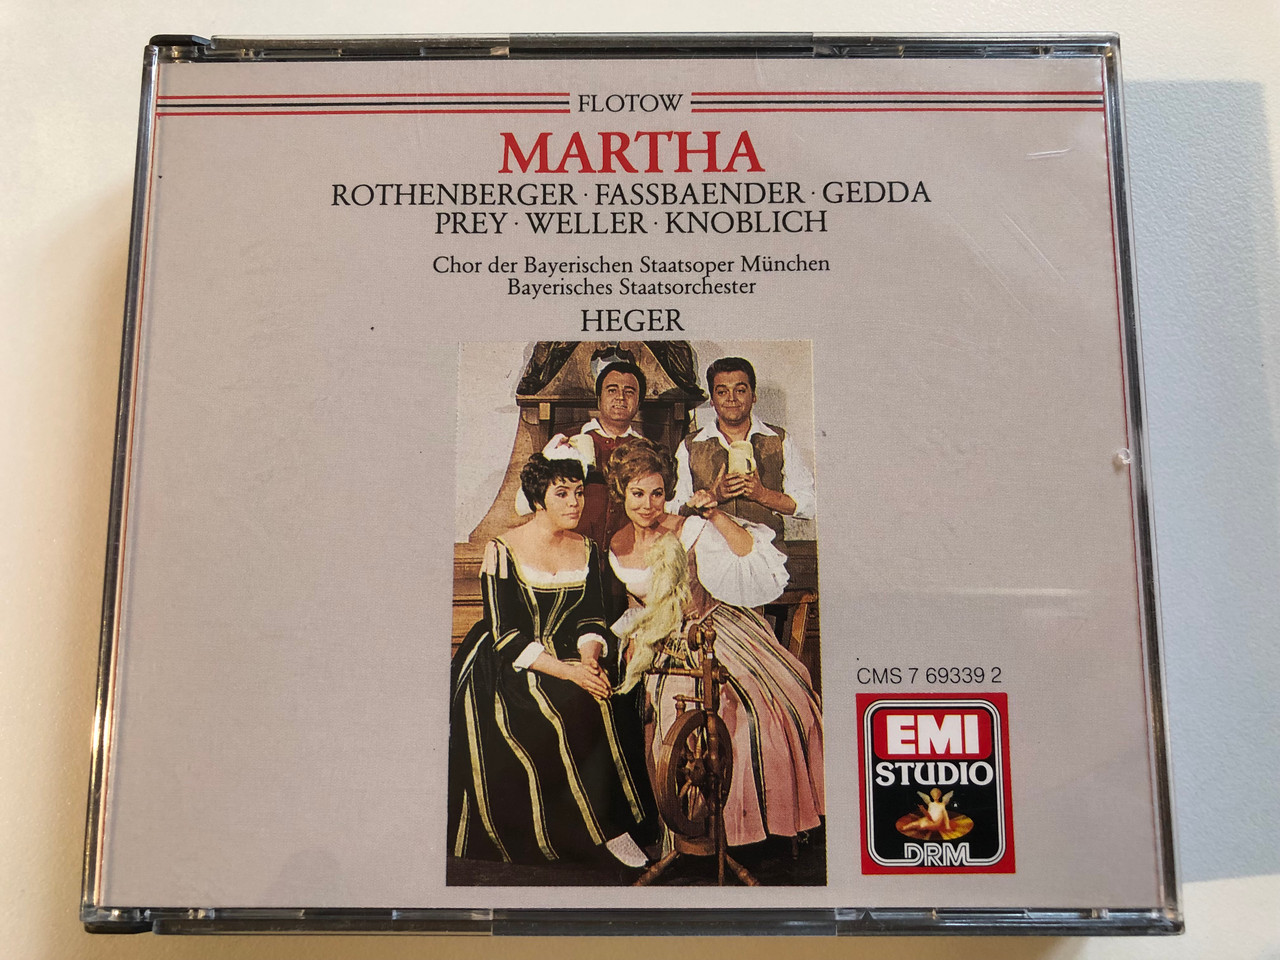 FLOTOW
MARTHA
ROTHENBERGER · FASSBAENDER · GEDDA
PREY · WELLER · KNOBLICH
Chor der Bayerischen Staatsoper München
Bayerisches Staatsorchester
HEGER
CMS 7 69339 2
EMI
STUDIO
DRM